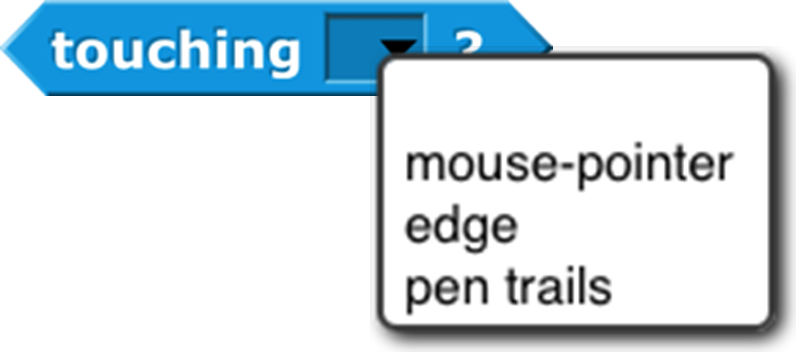 touching ?
mouse-pointer
edge
pen trails